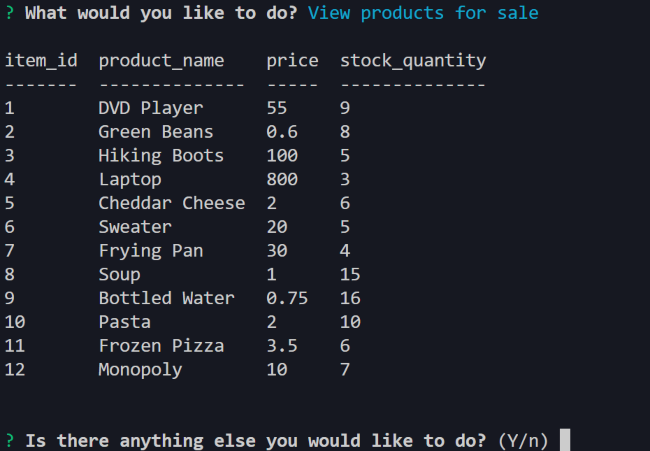 ? What would you like to do? View products for sale
item_id  product_name    price  stock_quantity
-------  --------------  -----  --------------
1        DVD Player      55     9
2        Green Beans     0.6    8
3        Hiking Boots    100    5
4        Laptop          800    3
5        Cheddar Cheese  2      6
6        Sweater         20     5
7        Frying Pan      30     4
8        Soup            1      15
9        Bottled Water   0.75   16
10       Pasta           2      10
11       Frozen Pizza    3.5    6
12       Monopoly        10     7
? Is there anything else you would like to do? (Y/n)